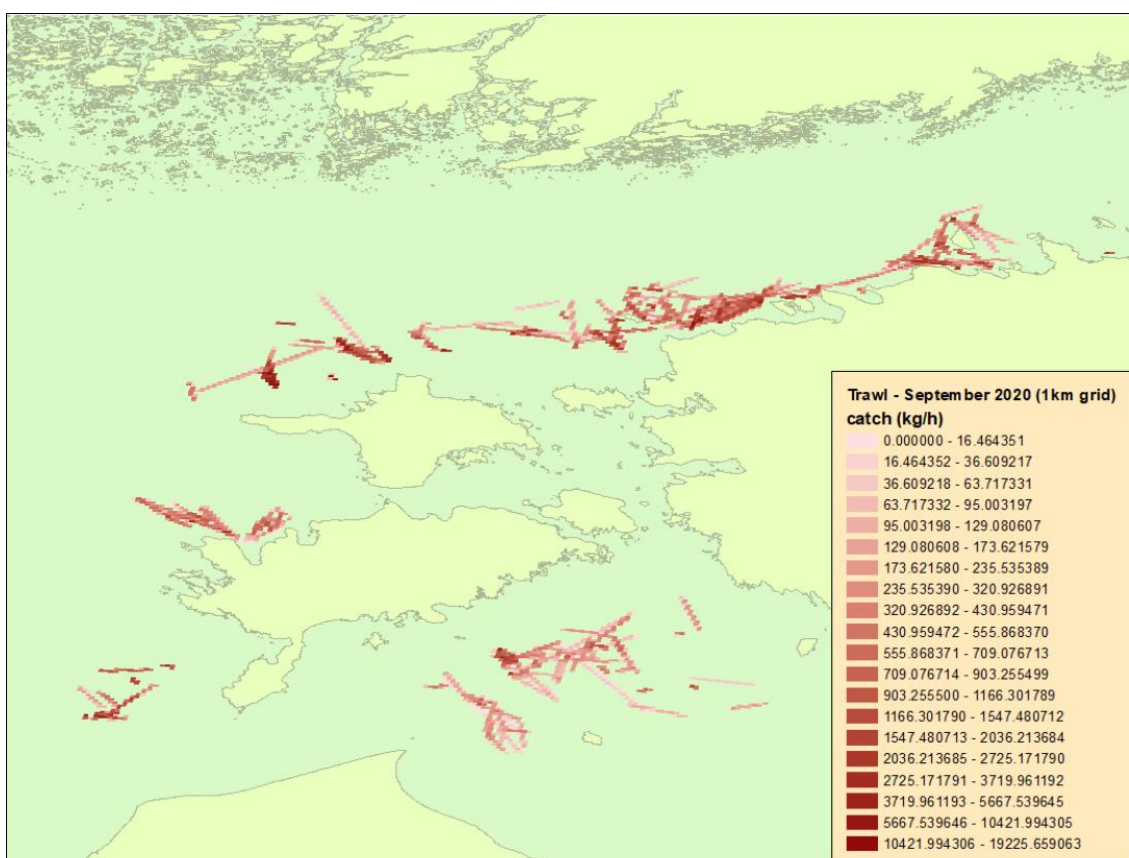 Trawl - September 2020 (1km grid)
catch (kg/h)
0.000000 - 16.464351
16.464352 - 36.609217
36.609218 - 63.717331
63.717332 - 95.003197
95.003198 - 129.080607
129.080608 - 173.621579
173.621580 - 235.535389
235.535390 - 320.926891
320.926892 - 430.959471
430.959472 - 555.868370
555.868371 - 709.076713
709.076714 - 903.255499
903.255500 - 1166.301789
1166.301790 - 1547.480712
1547.480713 - 2036.213684
2036.213685 - 2725.171790
2725.171791 - 3719.961192
3719.961193 - 5667.539645
5667.539646 - 10421.994305
10421.994306 - 19225.659063